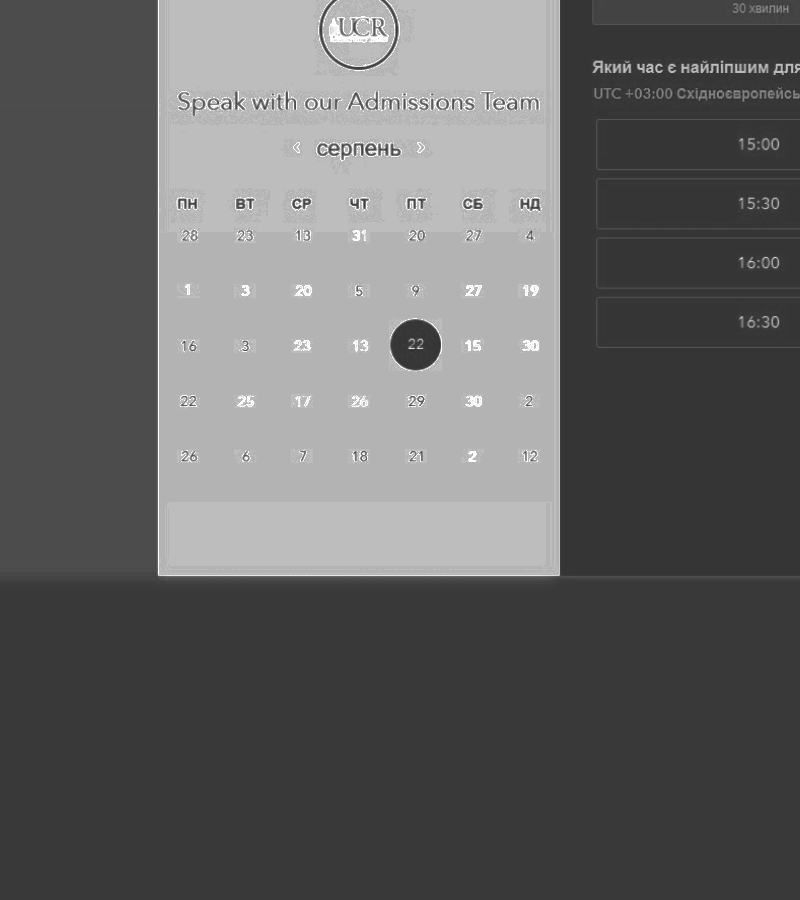 UCR
Speak with our Admissions Team
серпень
ПН ВТ СР ЧТ ПТ СБ НД
28 23 13 31 20 27 4
1 3 20 5 9 27 19
16 3 23 13 22 15 30
22 25 17 26 29 30 2
26 6 7 18 21 2 12
30 хвилин
Який час є найліпшим для
UTC +03:00 Східноєвропейсь
15:00
15:30
16:00
16:30